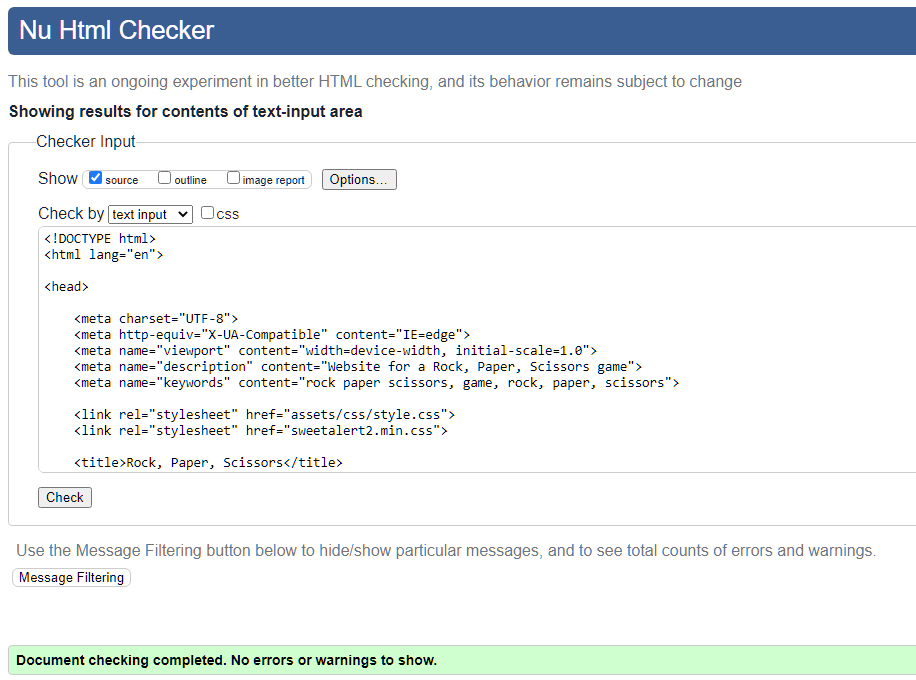 Nu Html Checker
This tool is an ongoing experiment in better HTML checking, and its behavior remains subject to change
Showing results for contents of text-input area
Checker Input
Show source outline image report Options...
Check by text input css
<!DOCTYPE html>
<html lang="en">
<head>
<meta charset="UTF-8">
<meta http-equiv="X-UA-Compatible" content="IE=edge">
<meta name="viewport" content="width=device-width, initial-scale=1.0">
<meta name="description" content="Website for a Rock, Paper, Scissors game">
<meta name="keywords" content="rock paper scissors, game, rock, paper, scissors">
<link rel="stylesheet" href="assets/css/style.css">
<link rel="stylesheet" href="sweetalert2.min.css">
<title>Rock, Paper, Scissors</title>
Check
Use the Message Filtering button below to hide/show particular messages, and to see total counts of errors and warnings.
Message Filtering
Document checking completed. No errors or warnings to show.